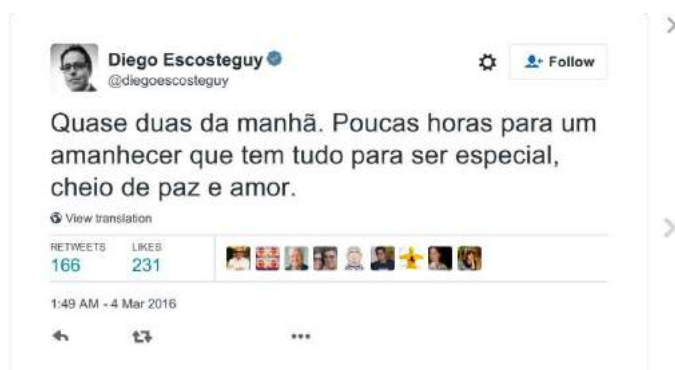 Diego Escosteguy
@diegoescosteguy
Follow
Quase duas da manhã. Poucas horas para um
amanhecer que tem tudo para ser especial,
cheio de paz e amor.
View translation
RETWEETS LIKES
166 231
1:49 AM - 4 Mar 2016